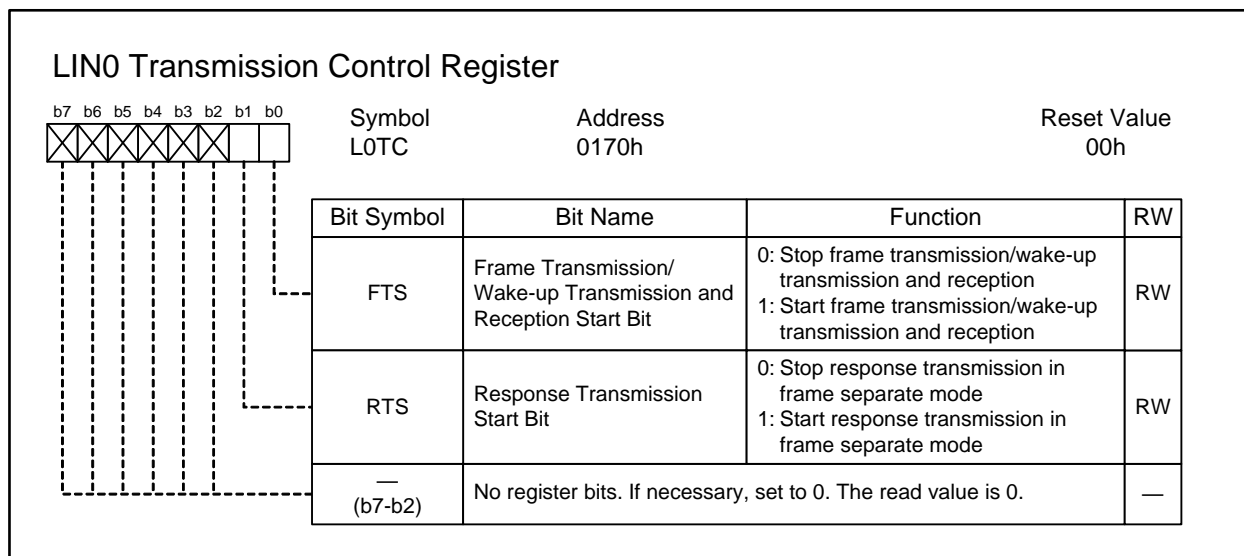 LIN0 Transmission Control Register
b7 b6 b5 b4 b3 b2 b1 b0
Symbol Address Reset Value
L0TC 0170h 00h
Bit Symbol Bit Name Function RW
FTS
Frame Transmission/
Wake-up Transmission and
Reception Start Bit
0: Stop frame transmission/wake-up
transmission and reception
1: Start frame transmission/wake-up
transmission and reception
RW
RTS
Response Transmission
Start Bit
0: Stop response transmission in
frame separate mode
1: Start response transmission in
frame separate mode
RW
—
(b7-b2)
No register bits. If necessary, set to 0. The read value is 0.
—